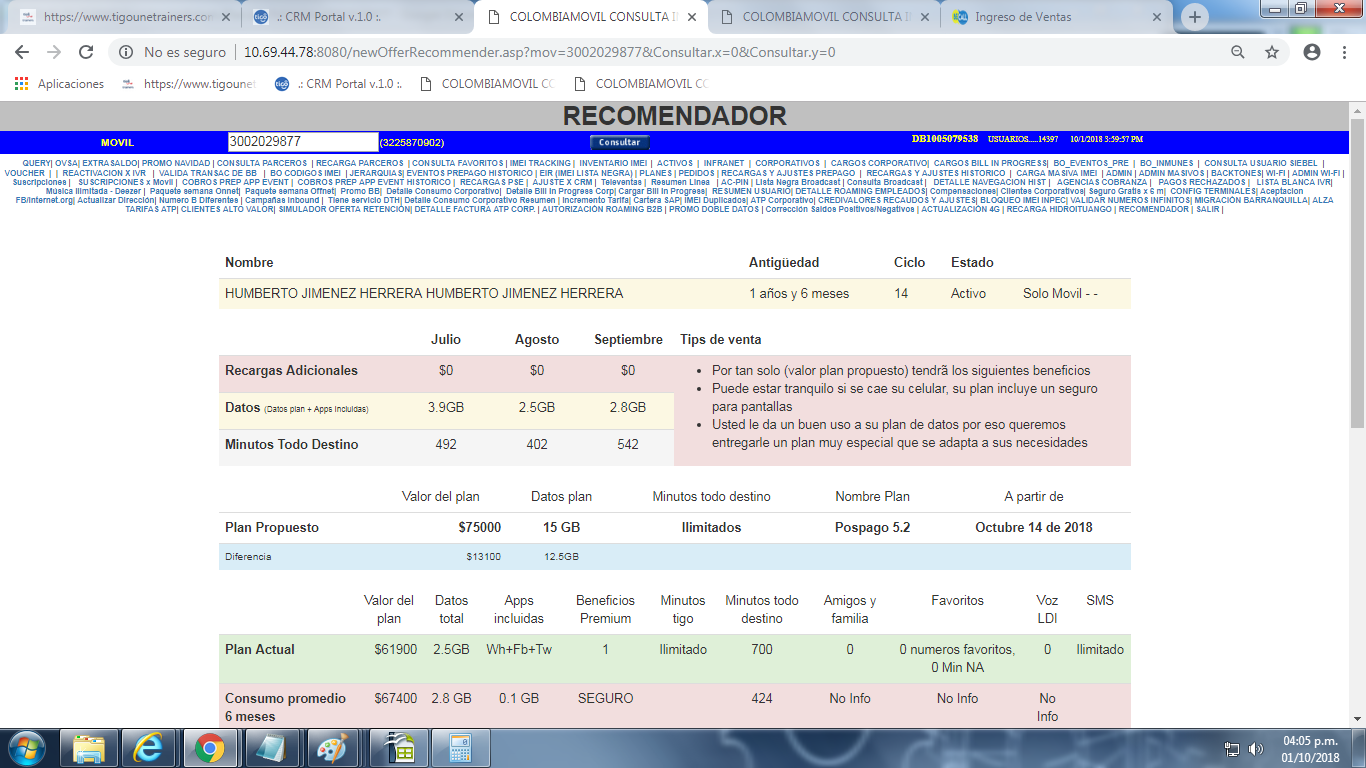 https://www.tigounetrainers.com
.: CRM Portal v.1.0 :.
COLOMBIAMOVIL CONSULTA I
COLOMBIAMOVIL CONSULTA I
Ingreso de Ventas
No es seguro | 10.69.44.78:8080/newOfferRecommender.asp?mov=3002029877&Consultar.x=0&Consultar.y=0
Aplicaciones
https://www.tigounet
.: CRM Portal v.1.0 :.
COLOMBIAMOVIL CO
COLOMBIAMOVIL CO
RECOMENDADOR
MOVIL 3002029877 (3225870902) Consultar DB1005079538 USUARIOS.....14397 10/1/2018 3:59:57 PM
QUERY| OVSA| EXTRASALDO| PROMO NAVIDAD | CONSULTA PARCEROS | RECARGA PARCEROS | CONSULTA FAVORITOS | IMEI TRACKING | INVENTARIO IMEI | ACTIVOS | INFRANET | CORPORATIVOS | CARGOS CORPORATIVO| CARGOS BILL IN PROGRESS| BO_EVENTOS_PRE | BO_INMUNES | CONSULTA USUARIO SIEBEL |
VOUCHER | | REACTIVACION X IVR | VALIDA TRANSAC DE BB | BO CODIGOS IMEI | JERARQUIAS| EVENTOS PREPAGO HISTORICO | EIR (IMEI LISTA NEGRA) | PLANES | PEDIDOS | RECARGAS Y AJUSTES PREPAGO | RECARGAS Y AJUSTES HISTORICO | CARGA MASIVA IMEI | ADMIN | ADMIN MASIVOS | BACKTONES| WI-FI | ADMIN WI-FI |
Suscripciones | SUSCRIPCIONES x Movil | COBROS PREP APP EVENT | COBROS PREP APP EVENT HISTORICO | RECARGAS PSE | AJUSTE X CRM | Televentas | Resumen Linea | AC-PIN | Lista Negra Broadcast | Consulta Broadcast | DETALLE NAVEGACION HIST | AGENCIAS COBRANZA | PAGOS RECHAZADOS | LISTA BLANCA IVR|
Musica Ilimitada - Deezer | Paquete semana Onnet| Paquete semana Offnet| Promo BB| Detalle Consumo Corporativo| Detalle Bill In Progress Corp| Cargar Bill In Progress| RESUMEN USUARIO| DETALLE ROAMING EMPLEADOS| Compensaciones| Clientes Corporativos| Seguro Gratis x 6 m| CONFIG TERMINALES| Aceptacion
FB/Internet.org| Actualizar Dirección| Numero B Diferentes | Campañas Inbound | Tiene servicio DTH| Detalle Consumo Corporativo Resumen | Incremento Tarifa| Cartera SAP| IMEI Duplicados| ATP Corporativo| CREDIVALORES RECAUDOS Y AJUSTES| BLOQUEO IMEI INPEC| VALIDAR NUMEROS INFINITOS| MIGRACIÓN BARRANQUILLA| ALZA
TARIFAS ATP| CLIENTES ALTO VALOR| SIMULADOR OFERTA RETENCIÓN| DETALLE FACTURA ATP CORP. | AUTORIZACIÓN ROAMING B2B | PROMO DOBLE DATOS | Corrección Saldos Positivos/Negativos | ACTUALIZACIÓN 4G | RECARGA HIDROITUANGO | RECOMENDADOR | SALIR |
Nombre Antigüedad Ciclo Estado
HUMBERTO JIMENEZ HERRERA HUMBERTO JIMENEZ HERRERA 1 años y 6 meses 14 Activo Solo Movil - -
Julio Agosto Septiembre Tips de venta
Recargas Adicionales $0 $0 $0
Datos (Datos plan + Apps incluidas) 3.9GB 2.5GB 2.8GB
Minutos Todo Destino 492 402 542
• Por tan solo (valor plan propuesto) tendrã los siguientes beneficios
• Puede estar tranquilo si se cae su celular, su plan incluye un seguro
para pantallas
• Usted le da un buen uso a su plan de datos por eso queremos
entregarle un plan muy especial que se adapta a sus necesidades
Valor del plan Datos plan Minutos todo destino Nombre Plan A partir de
Plan Propuesto $75000 15 GB Ilimitados Pospago 5.2 Octubre 14 de 2018
Diferencia $13100 12.5GB
Valor del plan Datos total Apps incluidas Beneficios Premium Minutos tigo Minutos todo destino Amigos y familia Favoritos Voz LDI SMS
Plan Actual $61900 2.5GB Wh+Fb+Tw 1 Ilimitado 700 0 0 numeros favoritos, 0 Min NA 0 Ilimitado
Consumo promedio 6 meses $67400 2.8 GB 0.1 GB SEGURO 424 No Info No Info No Info
04:05 p.m.
01/10/2018